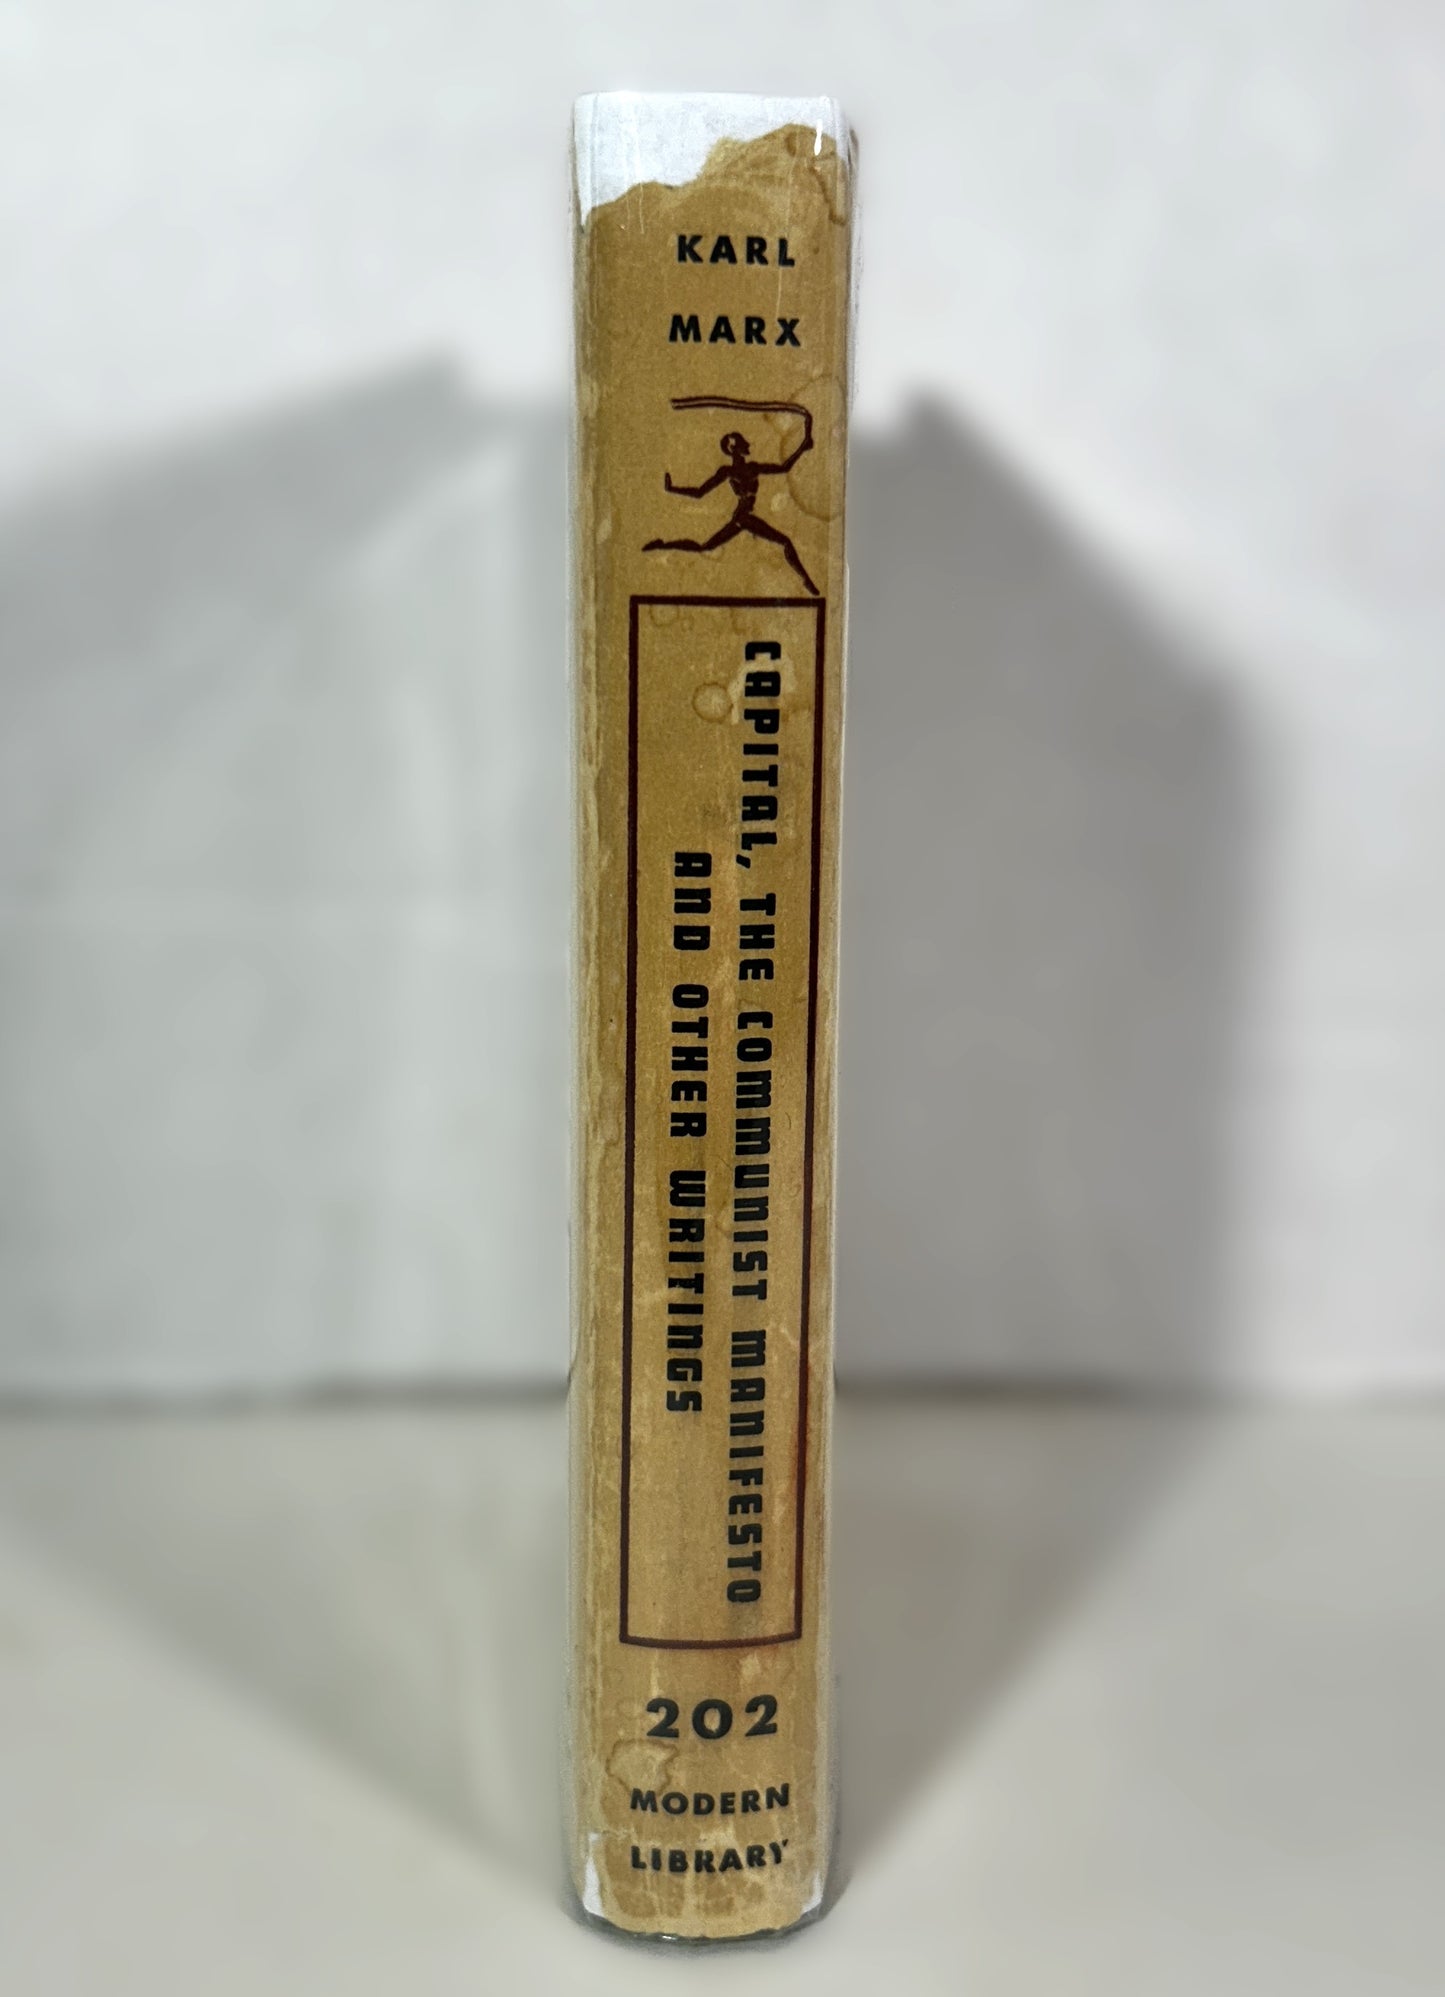 KARL
MARX
CAPITAL, THE COMMUNIST MANIFESTO
AND OTHER WRITINGS
202
MODERN
LIBRARY